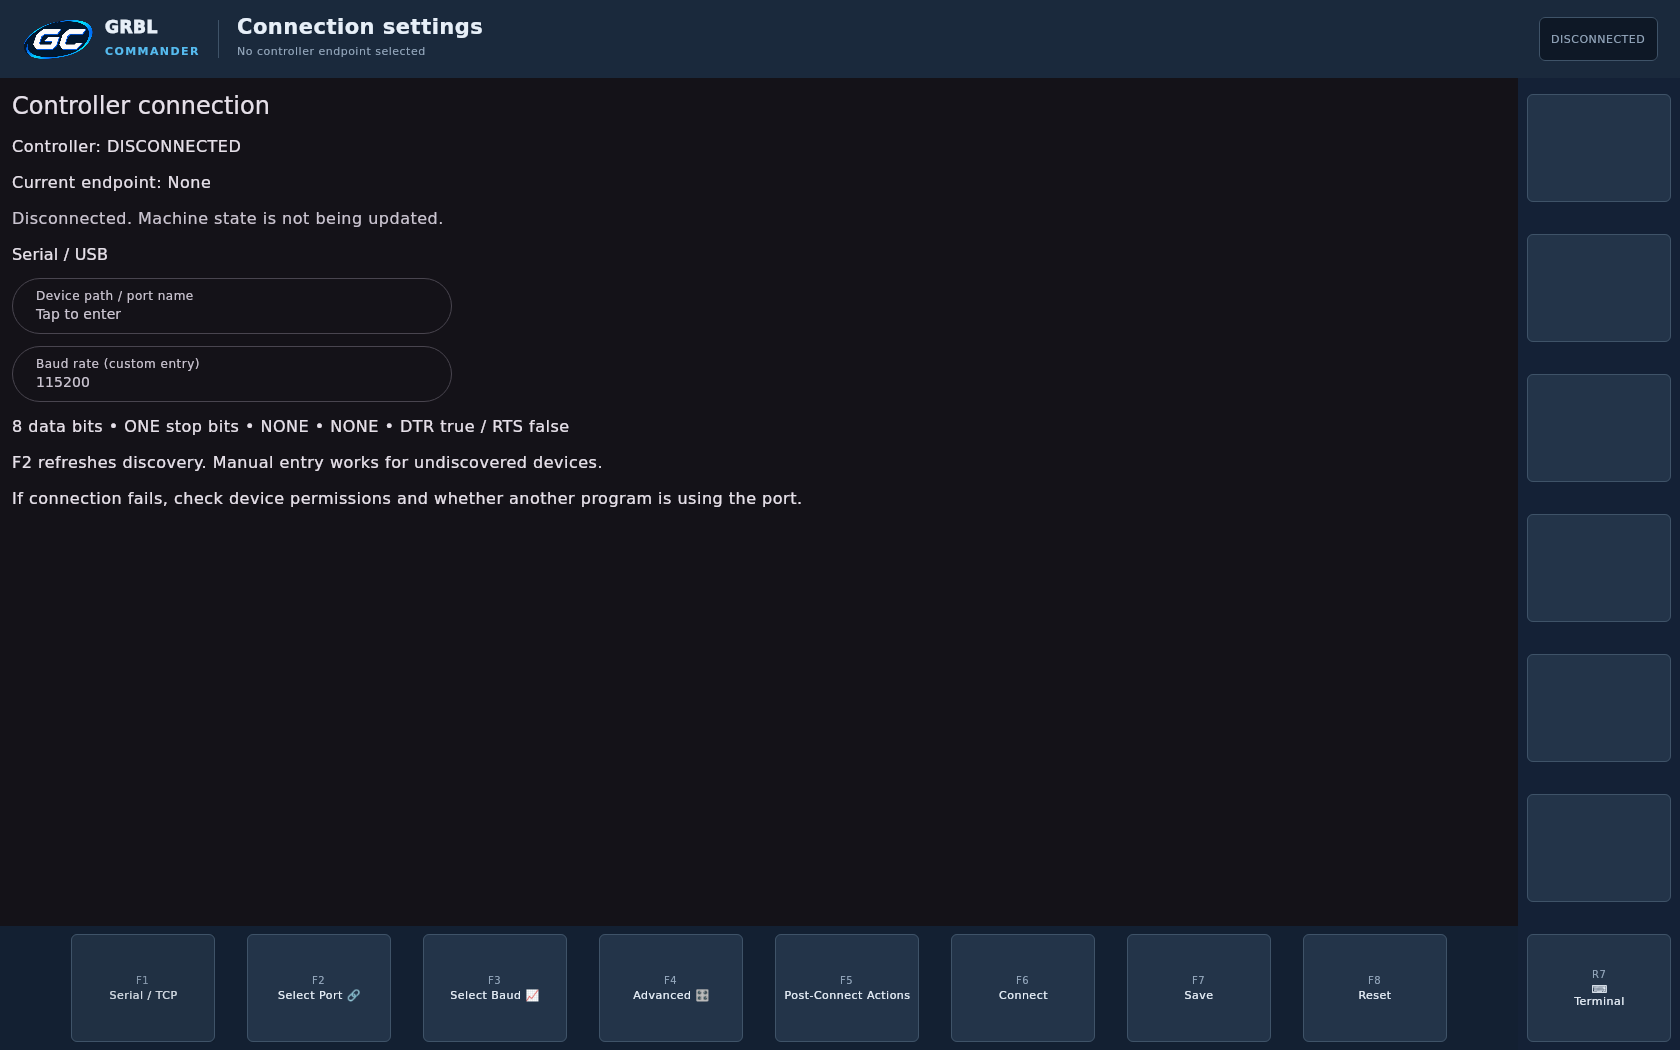 GC
GRBL
COMMANDER
Connection settings
No controller endpoint selected
DISCONNECTED
Controller connection
Controller: DISCONNECTED
Current endpoint: None
Disconnected. Machine state is not being updated.
Serial / USB
Device path / port name
Tap to enter
Baud rate (custom entry)
115200
8 data bits • ONE stop bits • NONE • NONE • DTR true / RTS false
F2 refreshes discovery. Manual entry works for undiscovered devices.
If connection fails, check device permissions and whether another program is using the port.
F1
Serial / TCP
F2
Select Port 🔗
F3
Select Baud 📈
F4
Advanced 🎛
F5
Post-Connect Actions
F6
Connect
F7
Save
F8
Reset
R7
⌨
Terminal